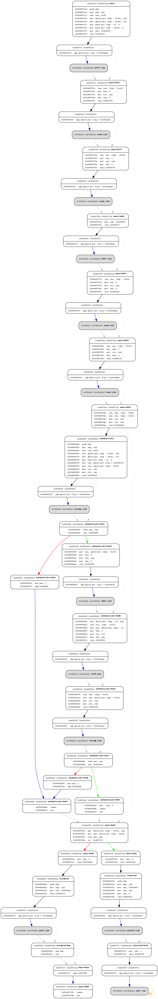 0x40071d (0x40071d) main
0x0040071d: push rbp
0x0040071e: mov rbp, rsp
0x00400721: sub rsp, 0x40
0x00400725: mov dword ptr [rbp - 0x34], edi
0x00400728: mov qword ptr [rbp - 0x40], rsi
0x0040072c: mov byte ptr [rbp - 8], 0
0x00400730: mov byte ptr [rbp - 0x18], 0
0x00400734: mov edi, 0x400915
0x00400739: call 0x400510
0x400510 (0x400510)
0x00400510: jmp qword ptr [rip + 0x200aea]
0x700000 (0x700000) puts SIMP
0x40073e (0x40071d) main+0x21
0x0040073e: lea rax, [rbp - 0x10]
0x00400742: mov edx, 8
0x00400747: mov rsi, rax
0x0040074a: mov edi, 0
0x0040074f: call 0x400530
0x400530 (0x400530)
0x00400530: jmp qword ptr [rip + 0x200ada]
0x700010 (0x700010) read SIMP
0x400754 (0x40071d) main+0x37
0x00400754: lea rax, [rbp - 0x24]
0x00400758: mov edx, 1
0x0040075d: mov rsi, rax
0x00400760: mov edi, 0
0x00400765: call 0x400530
0x400530 (0x400530)
0x00400530: jmp qword ptr [rip + 0x200ada]
0x700010 (0x700010) read SIMP
0x40076a (0x40071d) main+0x4d
0x0040076a: mov edi, 0x400920
0x0040076f: call 0x400510
0x400510 (0x400510)
0x00400510: jmp qword ptr [rip + 0x200aea]
0x700000 (0x700000) puts SIMP
0x400774 (0x40071d) main+0x57
0x00400774: lea rax, [rbp - 0x20]
0x00400778: mov edx, 8
0x0040077d: mov rsi, rax
0x00400780: mov edi, 0
0x00400785: call 0x400530
0x400530 (0x400530)
0x00400530: jmp qword ptr [rip + 0x200ada]
0x700010 (0x700010) read SIMP
0x40078a (0x40071d) main+0x6d
0x0040078a: lea rax, [rbp - 0x24]
0x0040078e: mov edx, 1
0x00400793: mov rsi, rax
0x00400796: mov edi, 0
0x0040079b: call 0x400530
0x400530 (0x400530)
0x00400530: jmp qword ptr [rip + 0x200ada]
0x700010 (0x700010) read SIMP
0x4007a0 (0x40071d) main+0x83
0x004007a0: lea rdx, [rbp - 0x20]
0x004007a4: lea rax, [rbp - 0x10]
0x004007a8: mov rsi, rdx
0x004007ab: mov rdi, rax
0x004007ae: call 0x400664
0x400664 (0x400664) authenticate
0x00400664: push rbp
0x00400665: mov rbp, rsp
0x00400668: sub rsp, 0x20
0x0040066c: mov qword ptr [rbp - 0x18], rdi
0x00400670: mov qword ptr [rbp - 0x20], rsi
0x00400674: mov byte ptr [rbp - 8], 0
0x00400678: mov rdx, qword ptr [rip + 0x2009c9]
0x0040067f: mov rax, qword ptr [rbp - 0x20]
0x00400683: mov rsi, rdx
0x00400686: mov rdi, rax
0x00400689: call 0x400550
0x400550 (0x400550)
0x00400550: jmp qword ptr [rip + 0x200aca]
0x700020 (0x700020) strcmp SIMP
0x40068e (0x400664) authenticate+0x2a
0x0040068e: test eax, eax
0x00400690: jne 0x400699
0x400699 (0x400664) authenticate+0x35
0x00400699: mov rax, qword ptr [rbp - 0x18]
0x0040069d: mov esi, 0
0x004006a2: mov rdi, rax
0x004006a5: mov eax, 0
0x004006aa: call 0x400560
0x400692 (0x400664) authenticate+0x2e
0x00400692: mov eax, 1
0x00400697: jmp 0x4006eb
0x400560 (0x400560)
0x00400560: jmp qword ptr [rip + 0x200ac2]
0x700028 (0x700028) open SIMP
0x4006af (0x400664) authenticate+0x4b
0x004006af: mov dword ptr [rbp - 4], eax
0x004006b2: lea rcx, [rbp - 0x10]
0x004006b6: mov eax, dword ptr [rbp - 4]
0x004006b9: mov edx, 8
0x004006be: mov rsi, rcx
0x004006c1: mov edi, eax
0x004006c3: call 0x400530
0x400530 (0x400530)
0x00400530: jmp qword ptr [rip + 0x200ada]
0x700010 (0x700010) read SIMP
0x4006c8 (0x400664) authenticate+0x64
0x004006c8: lea rdx, [rbp - 0x10]
0x004006cc: mov rax, qword ptr [rbp - 0x20]
0x004006d0: mov rsi, rdx
0x004006d3: mov rdi, rax
0x004006d6: call 0x400550
0x400550 (0x400550)
0x00400550: jmp qword ptr [rip + 0x200aca]
0x700020 (0x700020) strcmp SIMP
0x4006db (0x400664) authenticate+0x77
0x004006db: test eax, eax
0x004006dd: jne 0x4006e6
0x4006df (0x400664) authenticate+0x7b
0x004006df: mov eax, 1
0x004006e4: jmp 0x4006eb
0x4006eb (0x400664) authenticate+0x87
0x004006eb: leave
0x004006ec: ret
0x4006e6 (0x400664) authenticate+0x82
0x004006e6: mov eax, 0
0x004006eb: leave
0x004006ec: ret
0x4007b3 (0x40071d) main+0x96
0x004007b3: mov dword ptr [rbp - 0x24], eax
0x004007b6: mov eax, dword ptr [rbp - 0x24]
0x004007b9: test eax, eax
0x004007bb: je 0x4007c9
0x4007bd (0x40071d) main+0xa0
0x004007bd: mov eax, 0
0x004007c2: call 0x4006ed
0x4007c9 (0x40071d) main+0xac
0x004007c9: mov eax, 0
0x004007ce: call 0x4006fd
0x4006ed (0x4006ed) accepted
0x004006ed: push rbp
0x004006ee: mov rbp, rsp
0x004006f1: mov edi, 0x4008e0
0x004006f6: call 0x400510
0x4006fd (0x4006fd) rejected
0x004006fd: push rbp
0x004006fe: mov rbp, rsp
0x00400701: mov eax, 0x40090c
0x00400706: mov rdi, rax
0x00400709: mov eax, 0
0x0040070e: call 0x400520
0x400510 (0x400510)
0x00400510: jmp qword ptr [rip + 0x200aea]
0x400520 (0x400520)
0x00400520: jmp qword ptr [rip + 0x200ae2]
0x700000 (0x700000) puts SIMP
0x700008 (0x700008) printf SIMP
0x4006fb (0x4006ed) accepted+0xe
0x004006fb: pop rbp
0x004006fc: ret
0x400713 (0x4006fd) rejected+0x16
0x00400713: mov edi, 1
0x00400718: call 0x400570
0x4007c7 (0x40071d) main+0xaa
0x004007c7: jmp 0x4007d3
0x400570 (0x400570)
0x00400570: jmp qword ptr [rip + 0x200aba]
0x4007d3 (0x40071d) main+0xb6
0x004007d3: leave
0x004007d4: ret
0x700030 (0x700030) exit SIMP